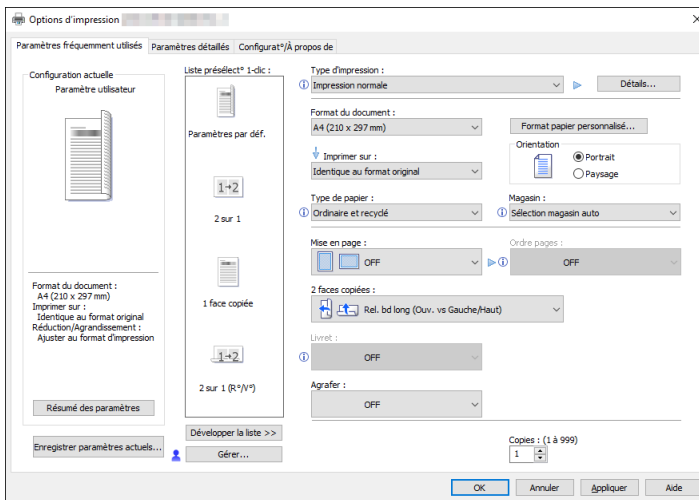 Options d'impression
Paramètres fréquemment utilisés
Paramètres détaillés
Configurat°/À propos de
Configuration actuelle
Paramètre utilisateur
Format du document :
A4 (210 x 297 mm)
Imprimer sur :
Identique au format original
Réduction/Agrandissement :
Ajuster au format d'impression
Résumé des paramètres
Enregistrer paramètres actuels...
Liste présélect° 1-clic :
Paramètres par déf.
1→2
2 sur 1
1 face copiée
1→2
2 sur 1 (R°/V°)
Développer la liste >>
Gérer...
Type d'impression :
Impression normale
Détails...
Format du document :
A4 (210 x 297 mm)
Format papier personnalisé...
Imprimer sur :
Identique au format original
Orientation
Portrait
Paysage
Type de papier :
Ordinaire et recyclé
Magasin :
Sélection magasin auto
Mise en page :
OFF
Ordre pages :
OFF
2 faces copiées :
Rel. bd long (Ouv. vs Gauche/Haut)
Livret :
OFF
Agrafer :
OFF
Copies : (1 à 999)
1
OK
Annuler
Appliquer
Aide